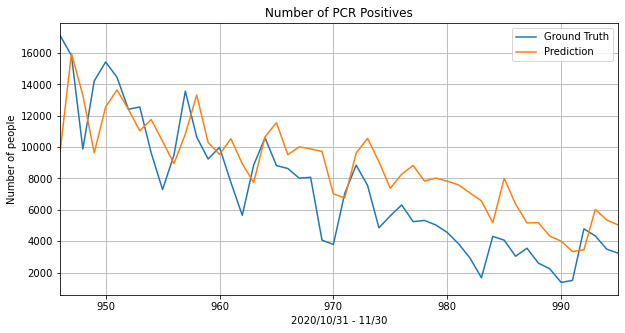 Number of PCR Positives
Ground Truth
Prediction
Number of people
16000
14000
12000
10000
8000
6000
4000
2000
950 960 970 980 990
2020/10/31 - 11/30